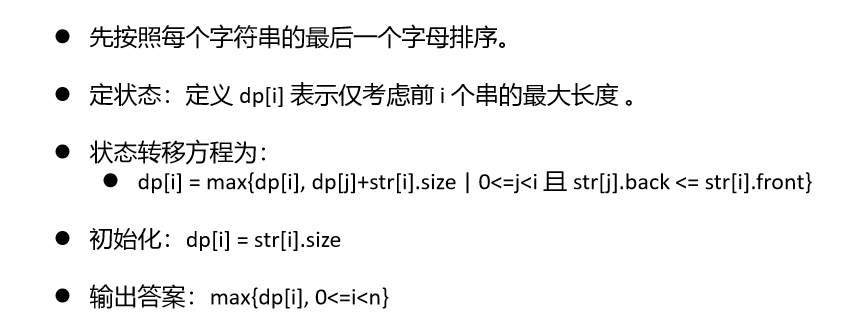 ● 先按照每个字符串的最后一个字母排序。
● 定状态：定义 dp[i] 表示仅考虑前 i 个串的最大长度 。
● 状态转移方程为：
● dp[i] = max{dp[i], dp[j]+str[i].size | 0<=j<i 且 str[j].back <= str[i].front}
● 初始化：dp[i] = str[i].size
● 输出答案：max{dp[i], 0<=i<n}